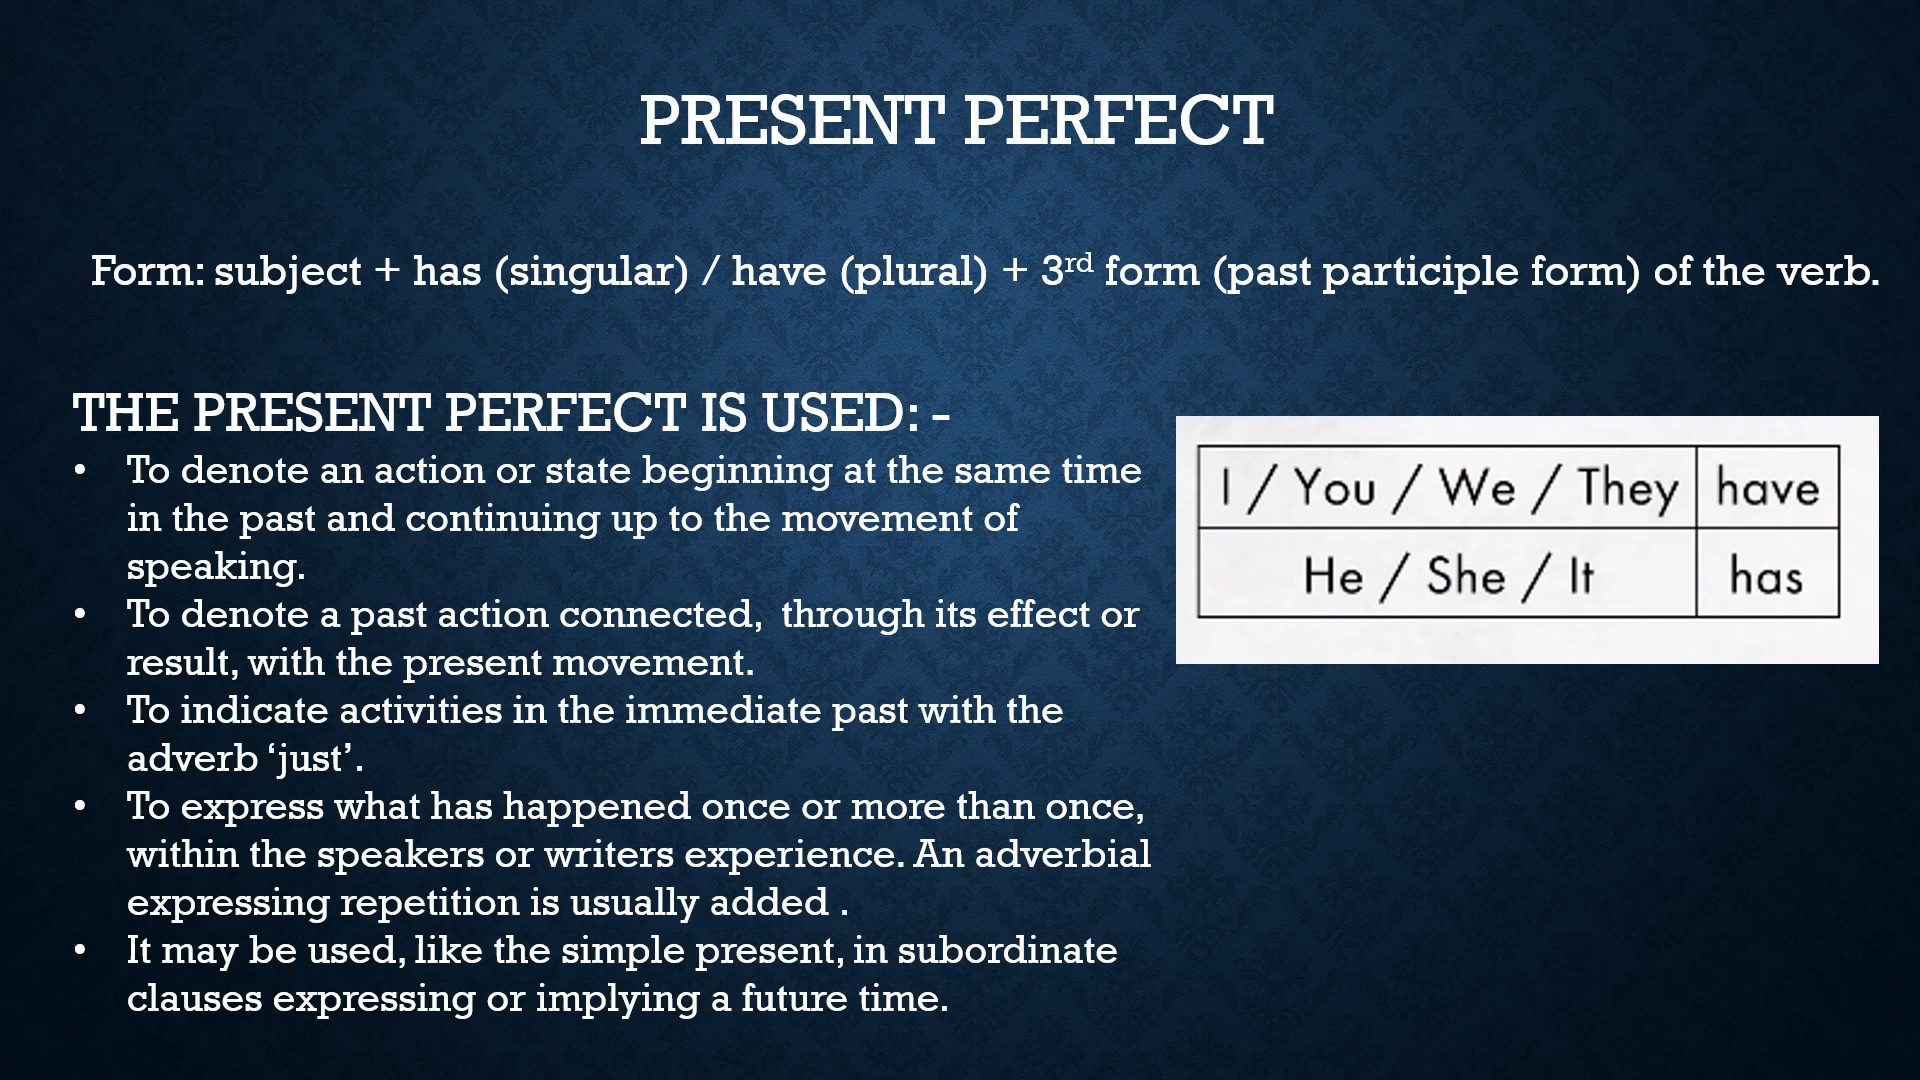 PRESENT PERFECT
Form: subject + has (singular) / have (plural) + 3rd form (past participle form) of the verb.
THE PRESENT PERFECT IS USED: -
• To denote an action or state beginning at the same time
in the past and continuing up to the movement of
speaking.
• To denote a past action connected,  through its effect or
result, with the present movement.
• To indicate activities in the immediate past with the
adverb ‘just’.
• To express what has happened once or more than once,
within the speakers or writers experience. An adverbial
expressing repetition is usually added .
• It may be used, like the simple present, in subordinate
clauses expressing or implying a future time.
I / You / We / They have
He / She / It has